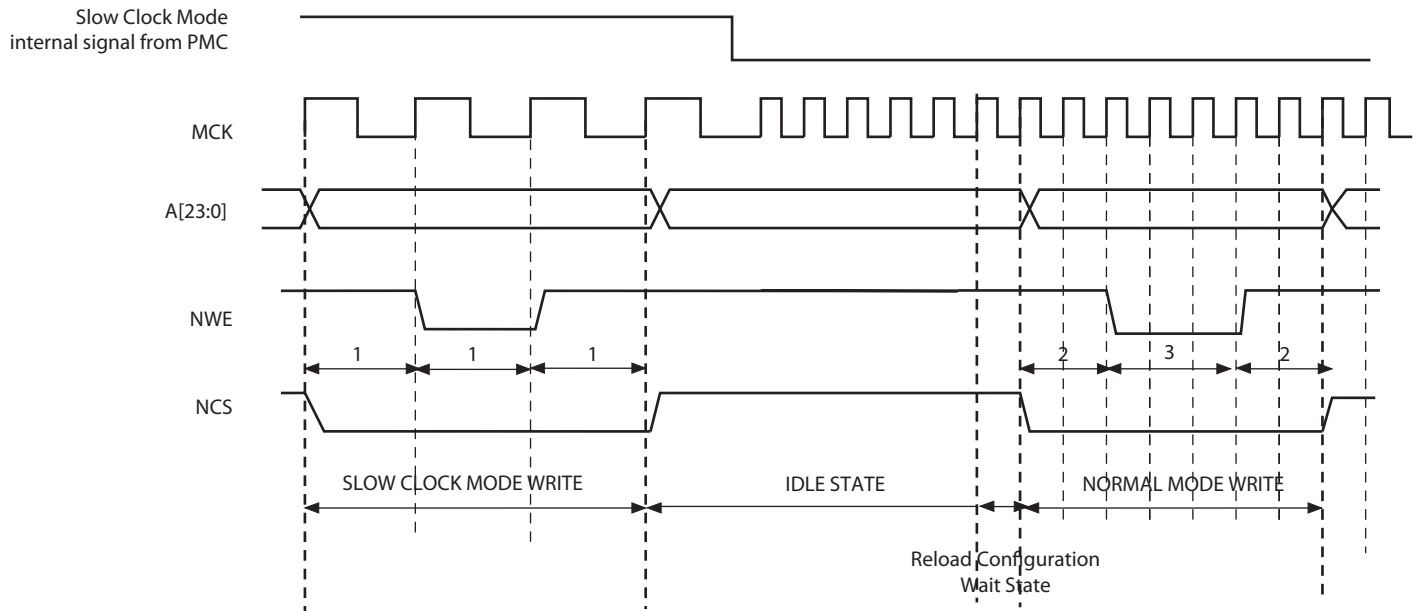 Slow Clock Mode
internal signal from PMC
MCK
A[23:0]
NWE
1 1 1 2 3 2
NCS
SLOW CLOCK MODE WRITE IDLE STATE NORMAL MODE WRITE
Reload Configuration
Wait State